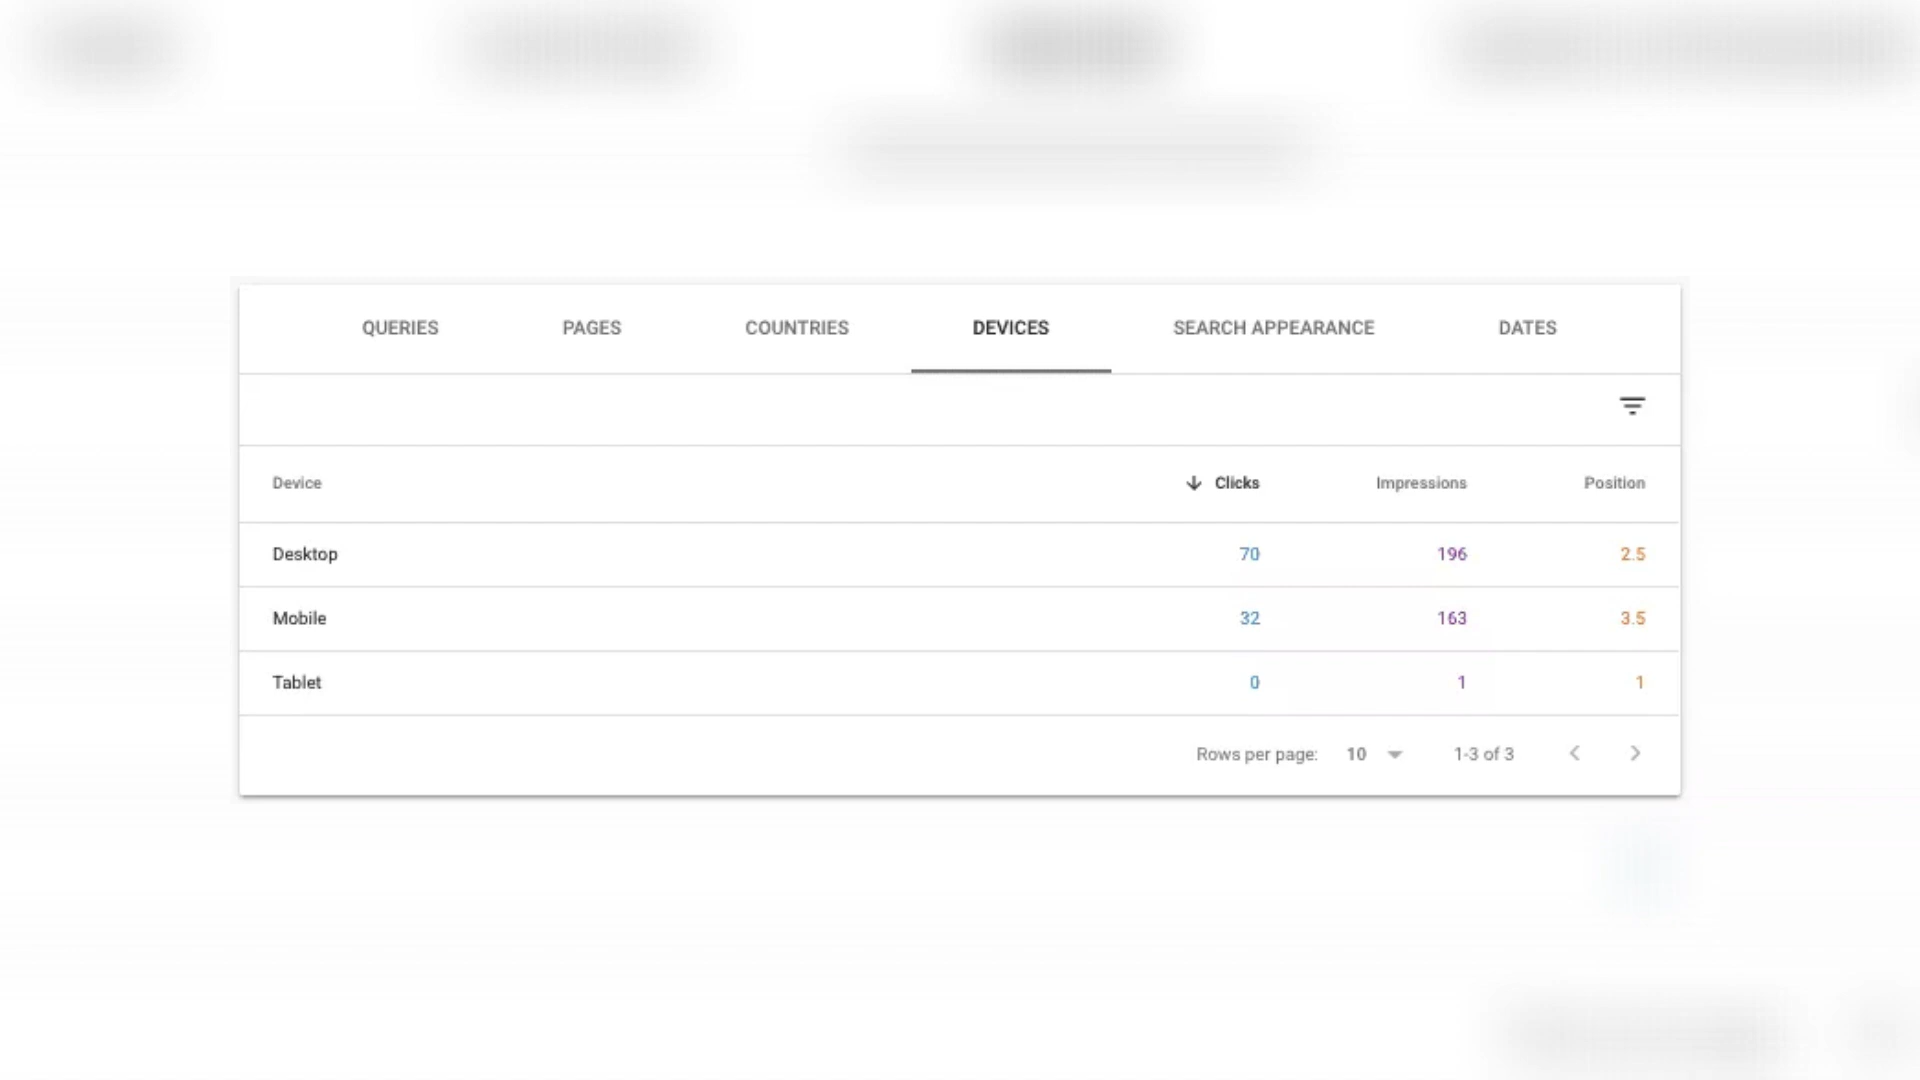 QUERIES PAGES COUNTRIES DEVICES SEARCH APPEARANCE DATES
Device Clicks Impressions Position
Desktop 70 196 2.5
Mobile 32 163 3.5
Tablet 0 1 1
Rows per page: 10 1-3 of 3